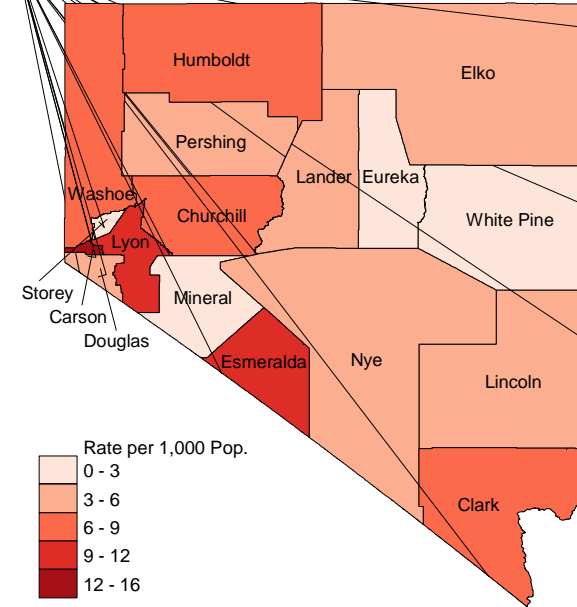 Humboldt
Elko
Pershing
Lander
Eureka
Washoe
Churchill
White Pine
Lyon
Storey
Mineral
Carson
Douglas
Esmeralda
Nye
Lincoln
Rate per 1,000 Pop.
0 - 3
3 - 6
6 - 9
9 - 12
12 - 16
Clark